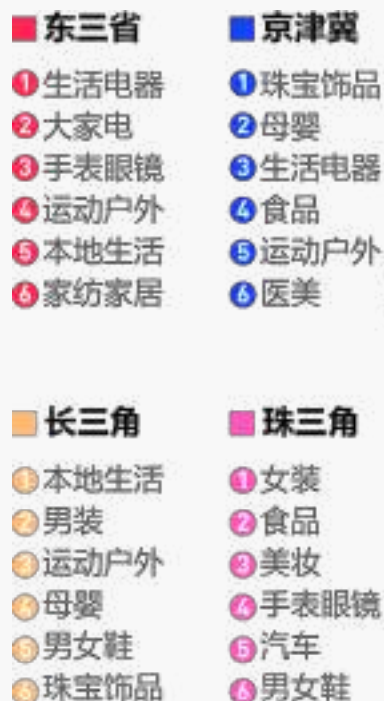 东三省
1生活电器
2大家电
3手表眼镜
4运动户外
5本地生活
6家纺家居
京津冀
1珠宝饰品
2母婴
3生活电器
4食品
5运动户外
6医美
长三角
1本地生活
2男装
3运动户外
4母婴
5男女鞋
6珠宝饰品
珠三角
1女装
2食品
3美妆
4手表眼镜
5汽车
6男女鞋